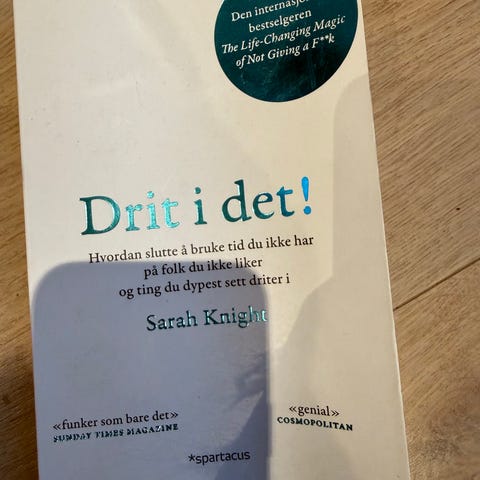 Den internasjo
bestselgeren
The Life-Changing Magic
of Not Giving a F**k
Drit i det!
Hvordan slutte å bruke tid du ikke har
på folk du ikke liker
og ting du dypest sett driter i
Sarah Knight
«funker som bare det»
SUNDAY TIMES MAGAZINE
«genial»
COSMOPOLITAN
*spartacus